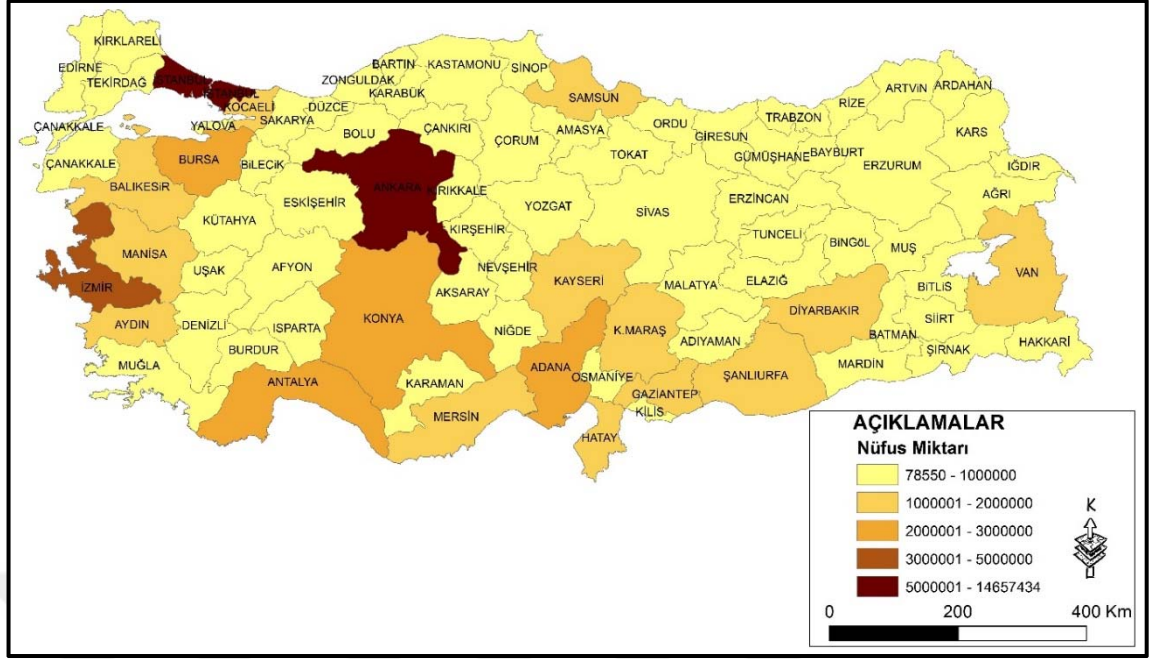 KIRKLARELİ
EDİRNE
TEKİRDAĞ
İSTANBUL
İSTANBUL
KOCAELİ
YALOVA
SAKARYA
DÜZCE
ZONGULDAK
BARTIN
KARABÜK
KASTAMONU
SİNOP
SAMSUN
ÇANAKKALE
ÇANAKKALE
BALIKESİR
BURSA
BİLECİK
BOLU
ÇANKIRI
ÇORUM
AMASYA
ORDU
GİRESUN
TRABZON
RİZE
ARTVİN
ARDAHAN
KARS
IĞDIR
AĞRI
ERZURUM
BAYBURT
GÜMÜŞHANE
TOKAT
ANKARA
KIRIKKALE
ESKİŞEHİR
KÜTAHYA
MANİSA
İZMİR
UŞAK
AFYON
KIRŞEHİR
YOZGAT
SİVAS
ERZİNCAN
TUNCELİ
BİNGÖL
MUŞ
VAN
BİTLİS
NEVŞEHİR
KAYSERİ
AKSARAY
MALATYA
ELAZIĞ
DİYARBAKIR
SİİRT
BATMAN
ŞIRNAK
HAKKARİ
MARDİN
AYDIN
DENİZLİ
ISPARTA
BURDUR
KONYA
NİĞDE
K.MARAŞ
ADIYAMAN
ŞANLIURFA
MUĞLA
ANTALYA
KARAMAN
MERSİN
ADANA
OSMANİYE
GAZİANTEP
KİLİS
HATAY
AÇIKLAMALAR
Nüfus Miktarı
78550 - 1000000
1000001 - 2000000
2000001 - 3000000
3000001 - 5000000
5000001 - 14657434
K
0 200 400 Km